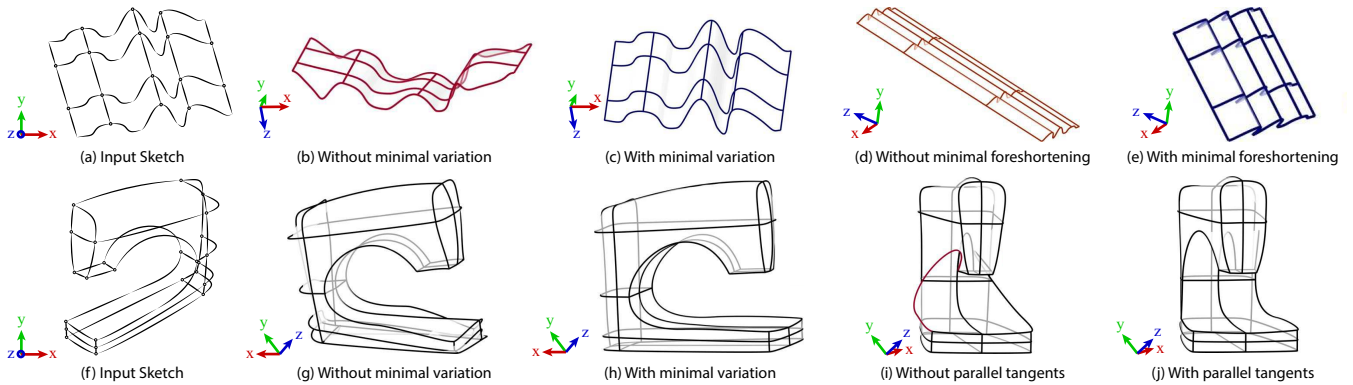 y
z x
(a) Input Sketch
y
x
z
(b) Without minimal variation
y
x
z
(c) With minimal variation
y
z
x
(d) Without minimal foreshortening
y
z
x
(e) With minimal foreshortening
y
z x
(f) Input Sketch
y
z
x
(g) Without minimal variation
y
z
x
(h) With minimal variation
y
z
x
(i) Without parallel tangents
y
z
x
(j) With parallel tangents